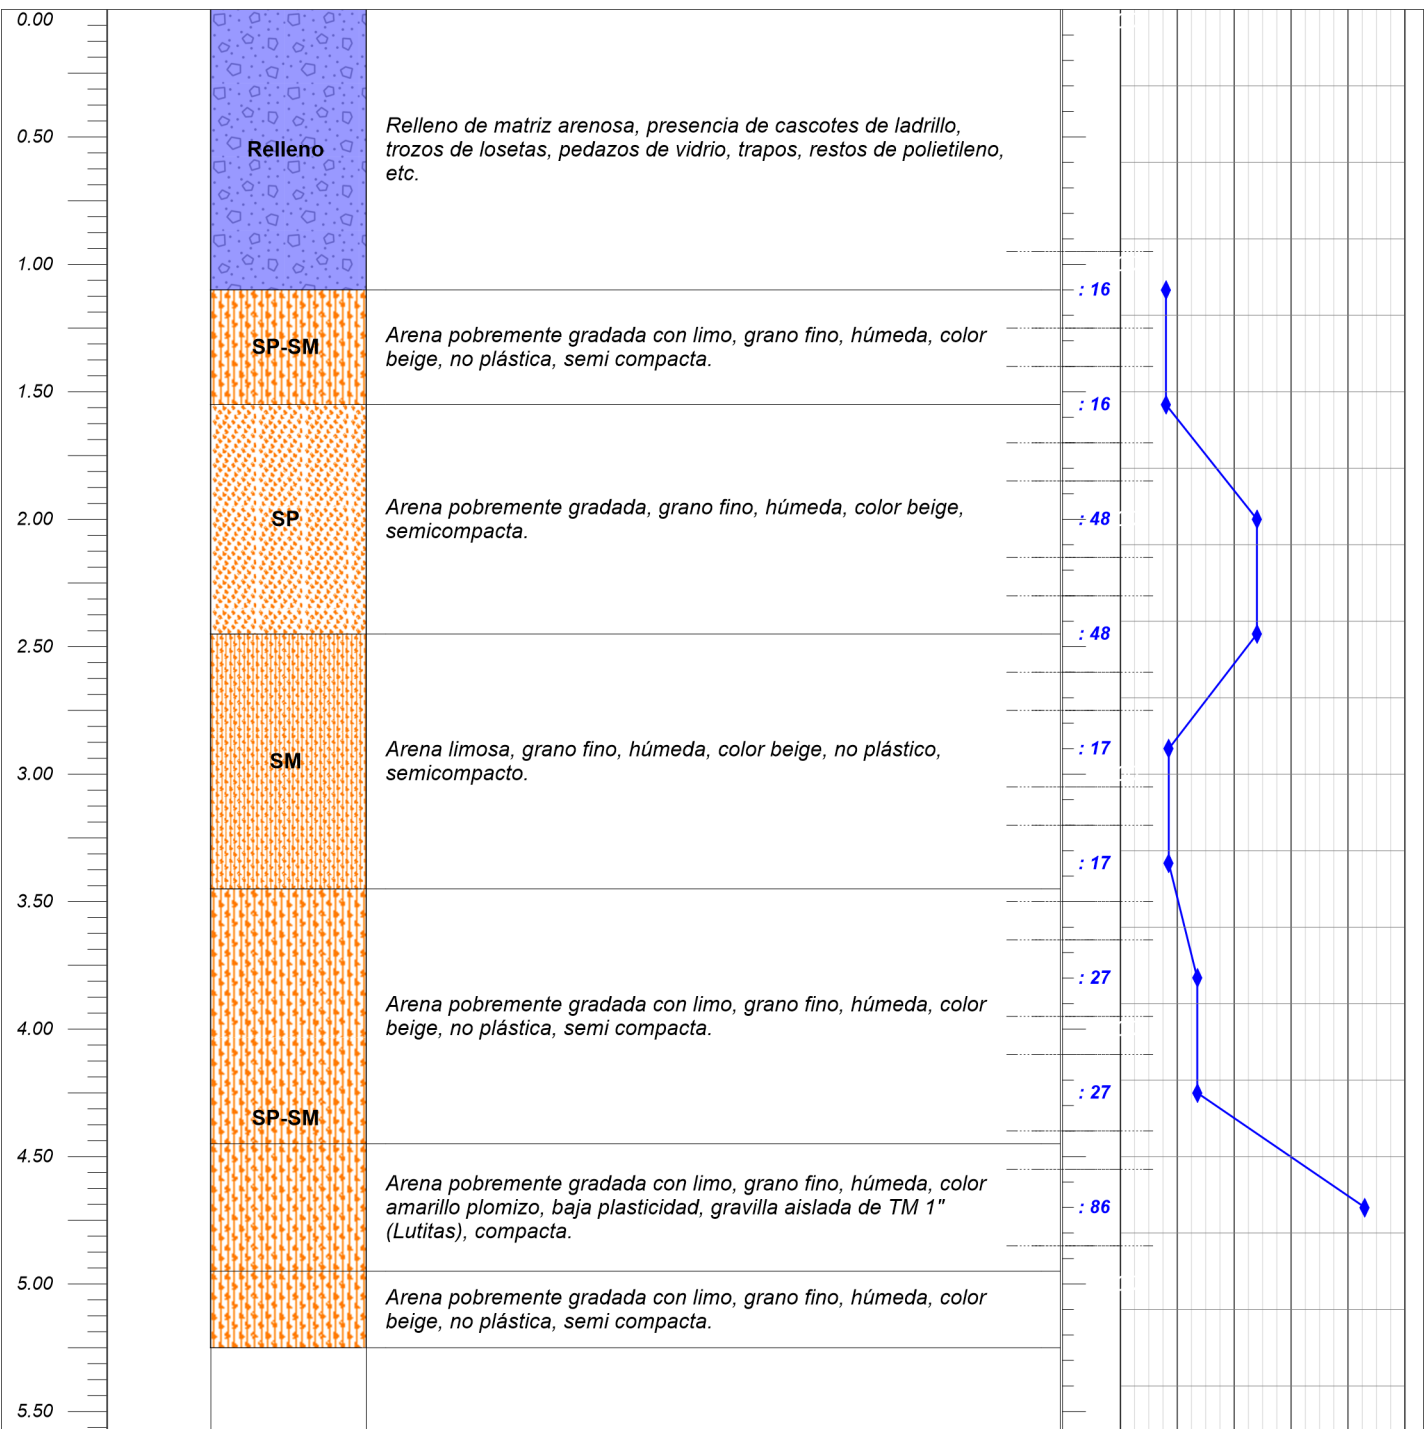 0.00
0.50
Relleno
Relleno de matriz arenosa, presencia de cascotes de ladrillo,
trozos de losetas, pedazos de vidrio, trapos, restos de polietileno,
etc.
1.00
: 16
SP-SM
Arena pobremente gradada con limo, grano fino, húmeda, color
beige, no plástica, semi compacta.
1.50
: 16
2.00
SP
Arena pobremente gradada, grano fino, húmeda, color beige,
semicompacta.
: 48
2.50
: 48
SM
Arena limosa, grano fino, húmeda, color beige, no plástico,
semicompacto.
: 17
3.00
: 17
3.50
: 27
Arena pobremente gradada con limo, grano fino, húmeda, color
beige, no plástica, semi compacta.
4.00
: 27
SP-SM
4.50
Arena pobremente gradada con limo, grano fino, húmeda, color
amarillo plomizo, baja plasticidad, gravilla aislada de TM 1"
(Lutitas), compacta.
: 86
5.00
Arena pobremente gradada con limo, grano fino, húmeda, color
beige, no plástica, semi compacta.
5.50